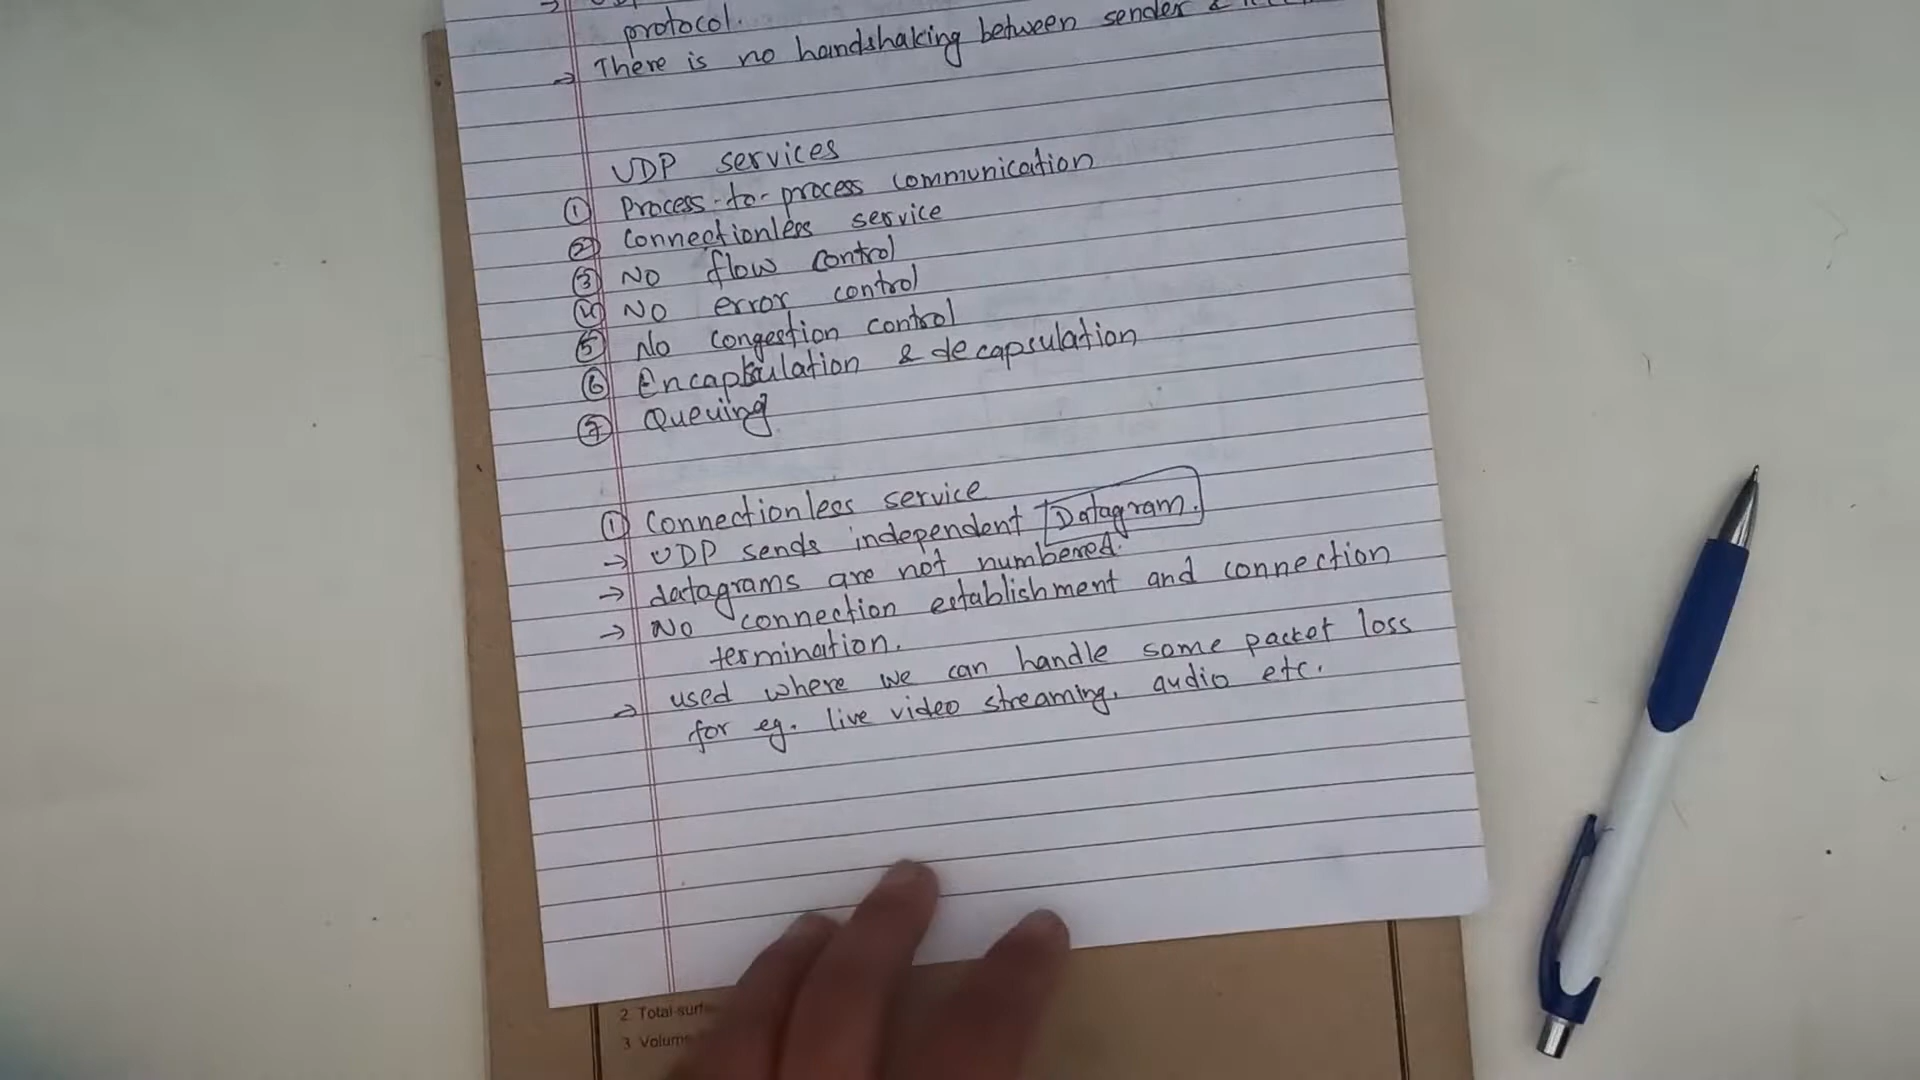 protocol.
→ There is no handshaking between sender &
UDP services
① Process-to-process communication
② Connectionless service
③ No flow control
④ No error control
⑤ No congestion control
⑥ Encapsulation & decapsulation
⑦ Queuing
① Connectionless service
→ UDP sends independent Datagram.
→ datagrams are not numbered.
→ No connection establishment and connection
termination.
→ used where we can handle some packet loss
for eg. live video streaming, audio etc.
2 Total
3 Volume